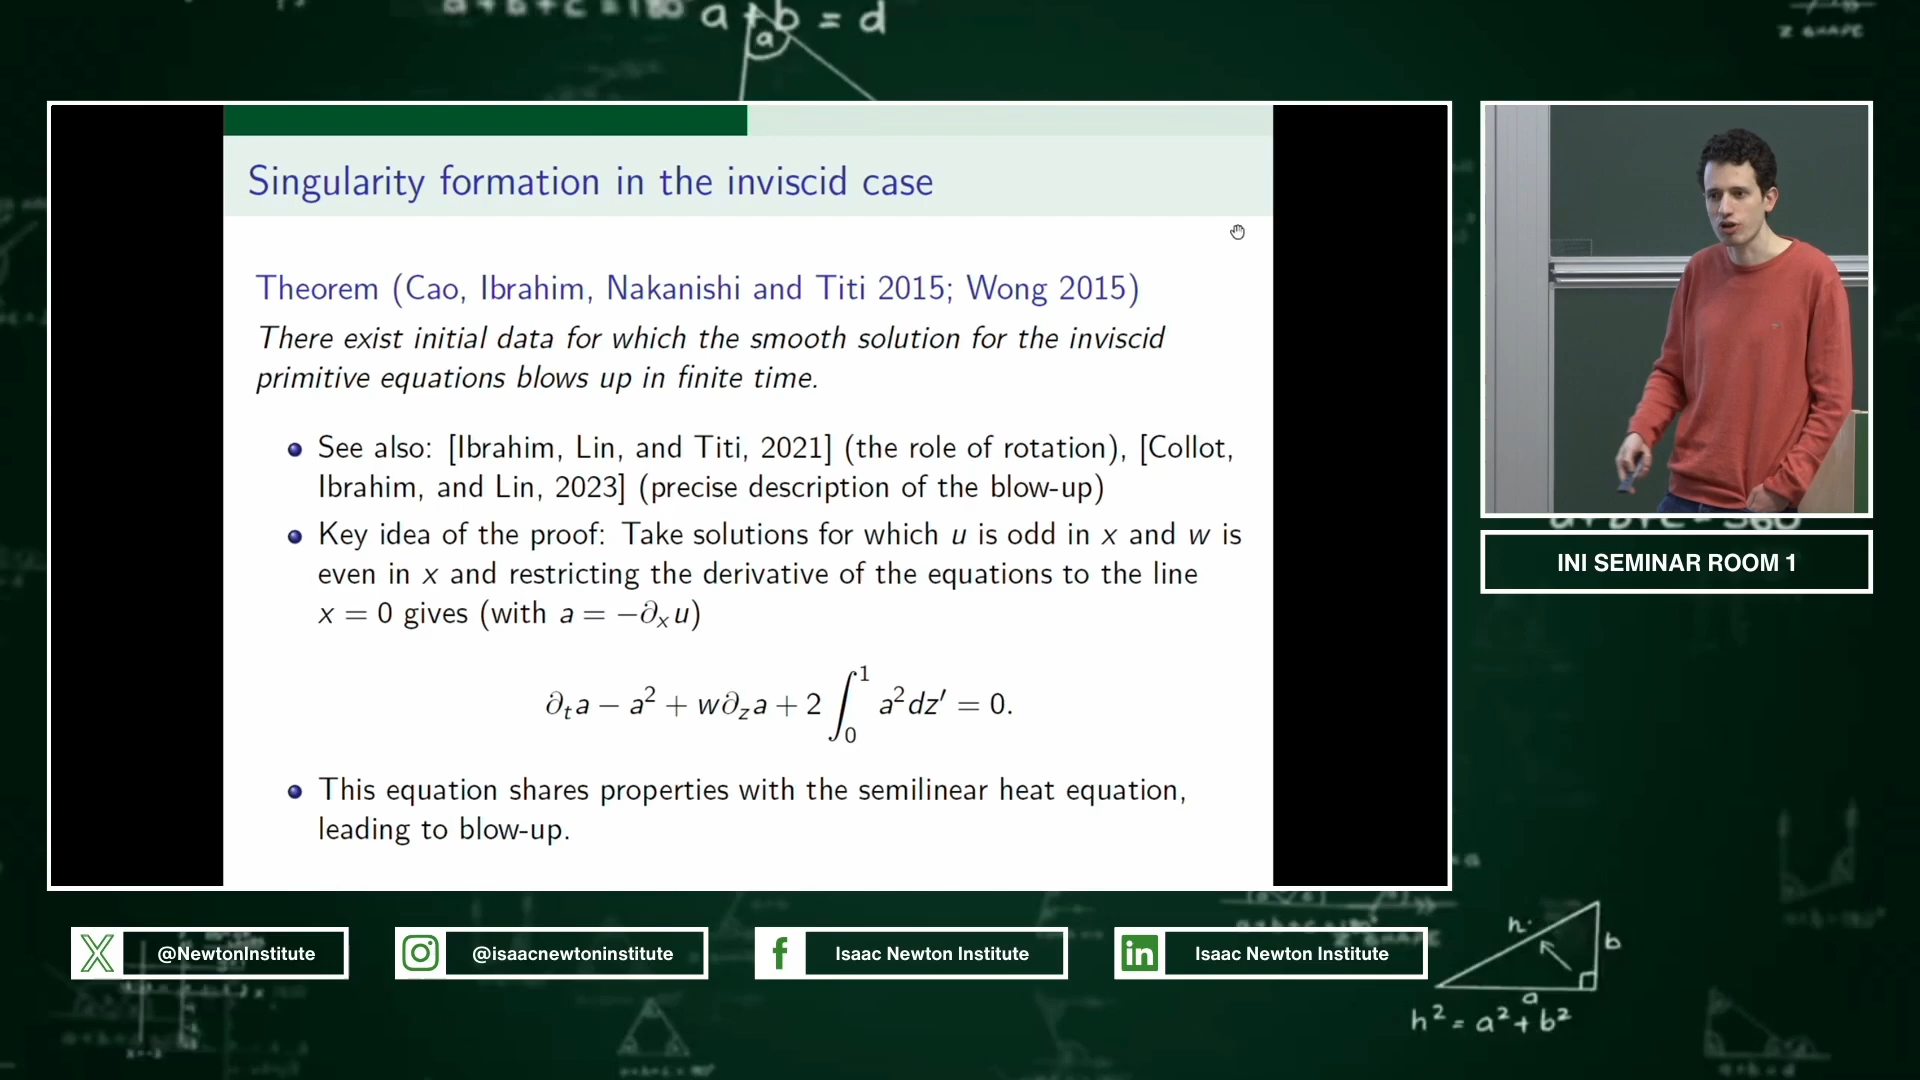 a + b + c = 180
a + b = d
a
Z SHAPE
Singularity formation in the inviscid case
Theorem (Cao, Ibrahim, Nakanishi and Titi 2015; Wong 2015)
There exist initial data for which the smooth solution for the inviscid
primitive equations blows up in finite time.
See also: [Ibrahim, Lin, and Titi, 2021] (the role of rotation), [Collot,
Ibrahim, and Lin, 2023] (precise description of the blow-up)
Key idea of the proof: Take solutions for which u is odd in x and w is
even in x and restricting the derivative of the equations to the line
x = 0 gives (with a = −∂ₓu)
∂ₜa − a² + w∂_z a + 2 ∫₀¹ a²dz′ = 0.
This equation shares properties with the semilinear heat equation,
leading to blow-up.
INI SEMINAR ROOM 1
@NewtonInstitute
@isaacnewtoninstitute
f
Isaac Newton Institute
in
Isaac Newton Institute
h
b
a
h² = a² + b²